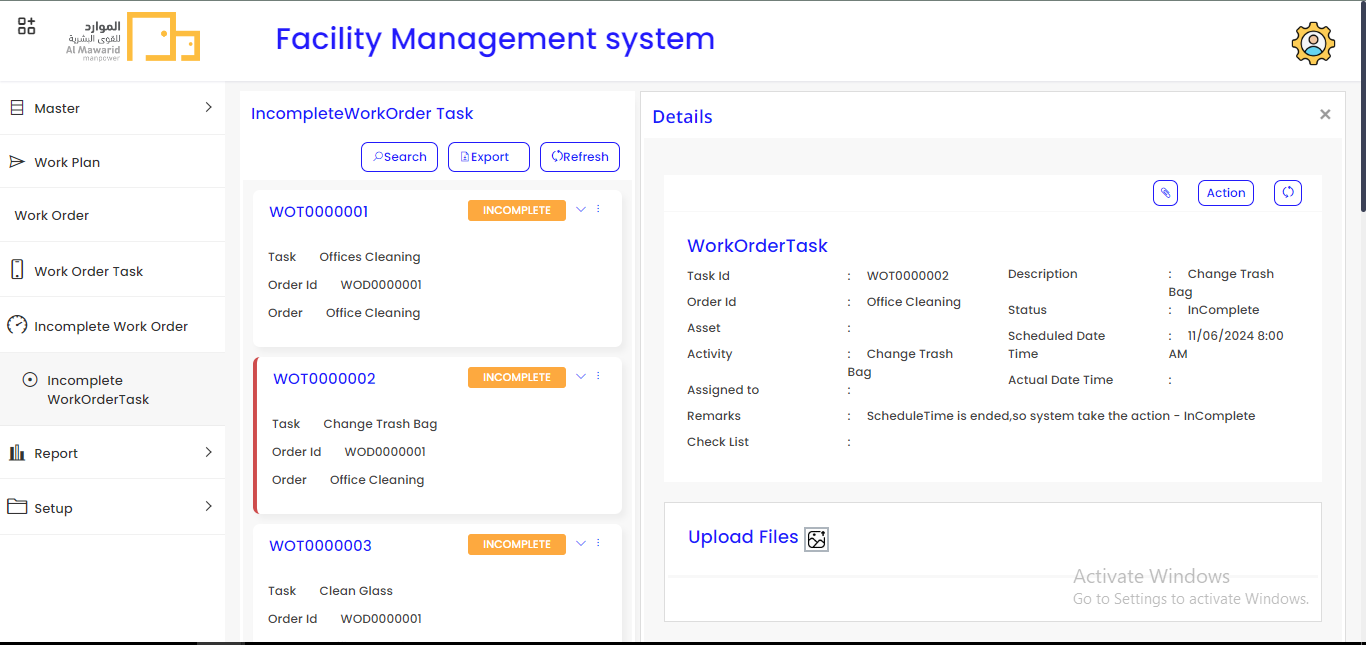 الموارد
للقوى البشرية
Al Mawarid
manpower
Facility Management system
Master
Work Plan
Work Order
Work Order Task
Incomplete Work Order
Incomplete
WorkOrderTask
Report
Setup
IncompleteWorkOrder Task
Search Export Refresh
WOT0000001 INCOMPLETE
Task Offices Cleaning
Order Id WOD0000001
Order Office Cleaning
WOT0000002 INCOMPLETE
Task Change Trash Bag
Order Id WOD0000001
Order Office Cleaning
WOT0000003 INCOMPLETE
Task Clean Glass
Order Id WOD0000001
Details ×
Action
WorkOrderTask
Task Id : WOT0000002
Order Id : Office Cleaning
Asset :
Activity : Change Trash
Bag
Assigned to :
Remarks : ScheduleTime is ended,so system take the action - InComplete
Check List :
Description : Change Trash
Bag
Status : InComplete
Scheduled Date : 11/06/2024 8:00
Time AM
Actual Date Time :
Upload Files
Activate Windows
Go to Settings to activate Windows.